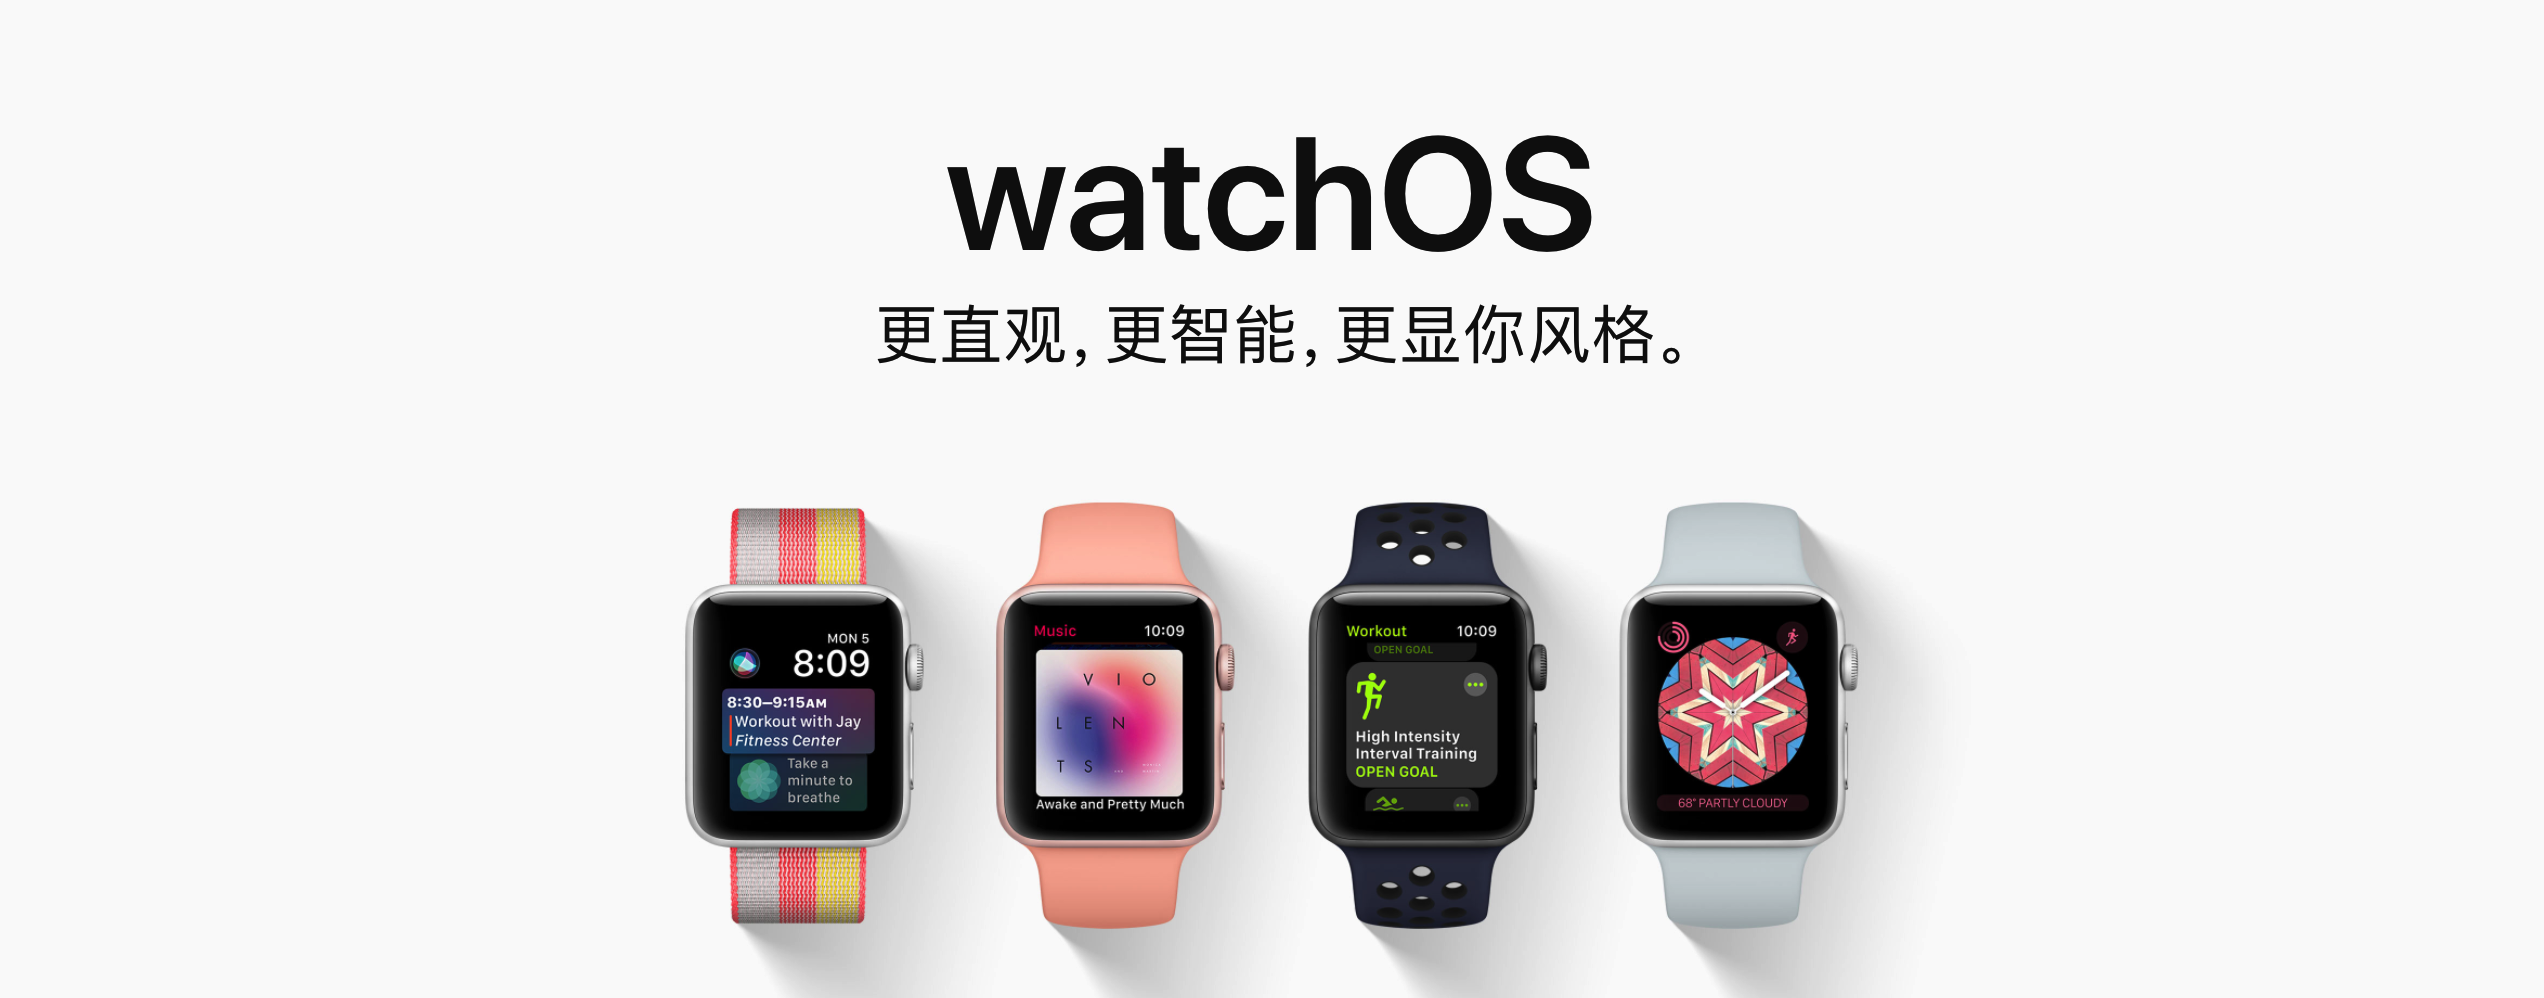 watchOS
更直观，更智能，更显你风格。
MON 5
8:09
8:30–9:15AM
Workout with Jay
Fitness Center
Take a
minute to
breathe
Music
10:09
V I O
L E N
T S
Awake and Pretty Much
Workout
10:09
OPEN GOAL
High Intensity
Interval Training
OPEN GOAL
68° PARTLY CLOUDY